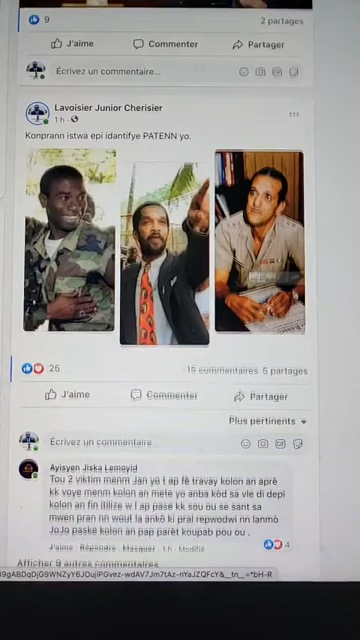 9
2 partages
J'aime Commenter Partager
Écrivez un commentaire...
Lavoisier Junior Cherisier
1 h
Konprann istwa epi idantifye PATENN yo.
25
15 commentaires 5 partages
J'aime Commenter Partager
Plus pertinents
Écrivez un commentaire...
Ayisyen Jiska Lemoyid
Tou 2 viktim menm Jan yo t ap fè travay kolon an aprè
kk voye menm kolon an mete yo anba kòd sa vle di depi
kolon an fin itilize w l ap pase kk sou ou se sant sa
mwen pran nn wout la ankò ki pral repwodwi nn lanmò
JoJo paske kolon an pap parèt koupab pou ou .
J'aime · Répondre · Masquer · 1 h · Modifié
4
Afficher 9 autres commentaires